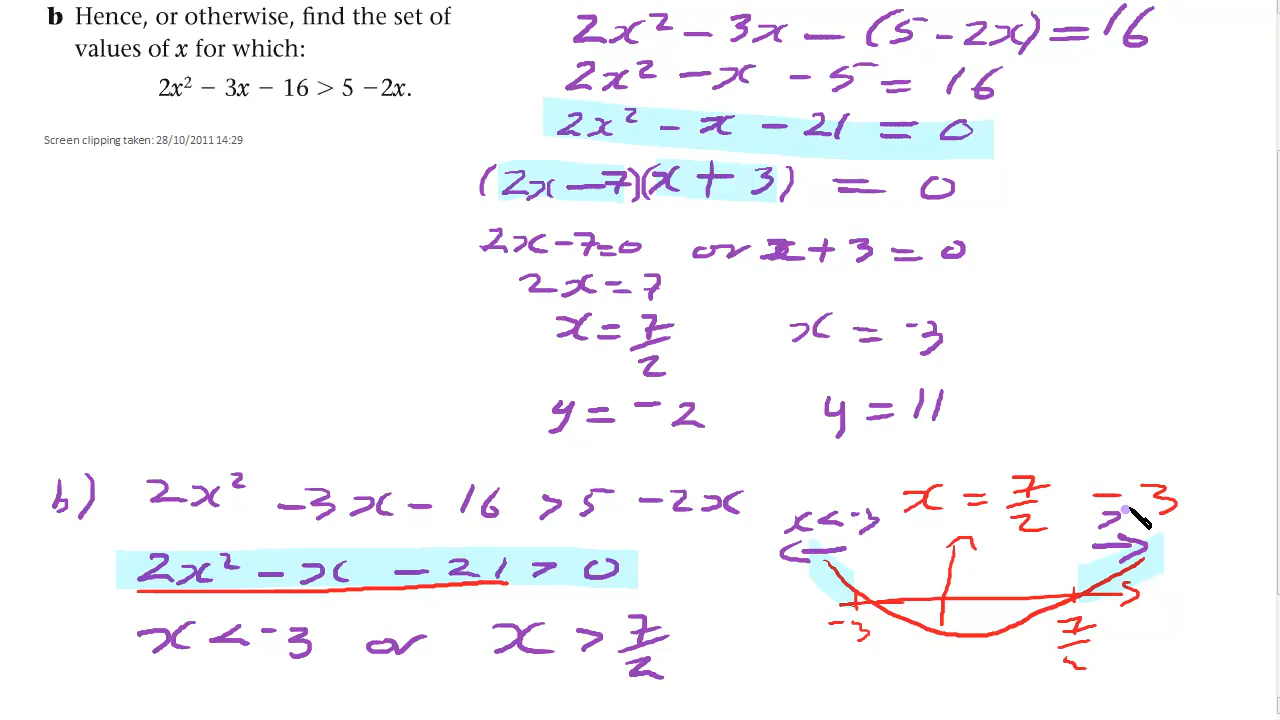 b Hence, or otherwise, find the set of
values of x for which:
2x² − 3x − 16 > 5 −2x.
Screen clipping taken: 28/10/2011 14:29
2x² − 3x − (5 − 2x) = 16
2x² − x − 5 = 16
2x² − x − 21 = 0
(2x − 7)(x + 3) = 0
2x − 7 = 0 or x + 3 = 0
2x = 7
x = 7/2 x = -3
y = -2 y = 11
b) 2x² − 3x − 16 > 5 − 2x
2x² − x − 21 > 0
x < -3 or x > 7/2
x = 7/2 − 3
x < -3
-3
7/2